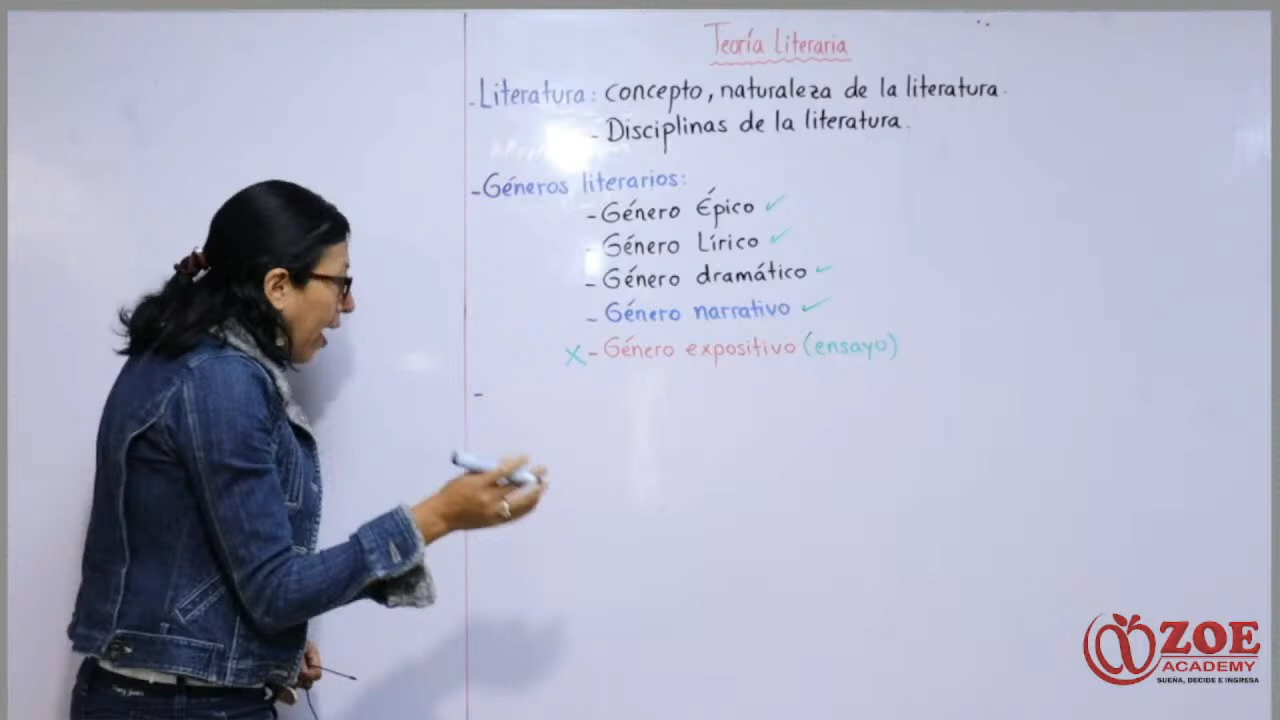 Teoría Literaria
- Literatura: concepto, naturaleza de la literatura.
- Disciplinas de la literatura.
- Géneros literarios:
- Género Épico ✓
- Género Lírico ✓
- Género dramático ✓
- Género narrativo ✓
X - Género expositivo (ensayo)
-
ZOE
ACADEMY
SUEÑA, DECIDE E INGRESA